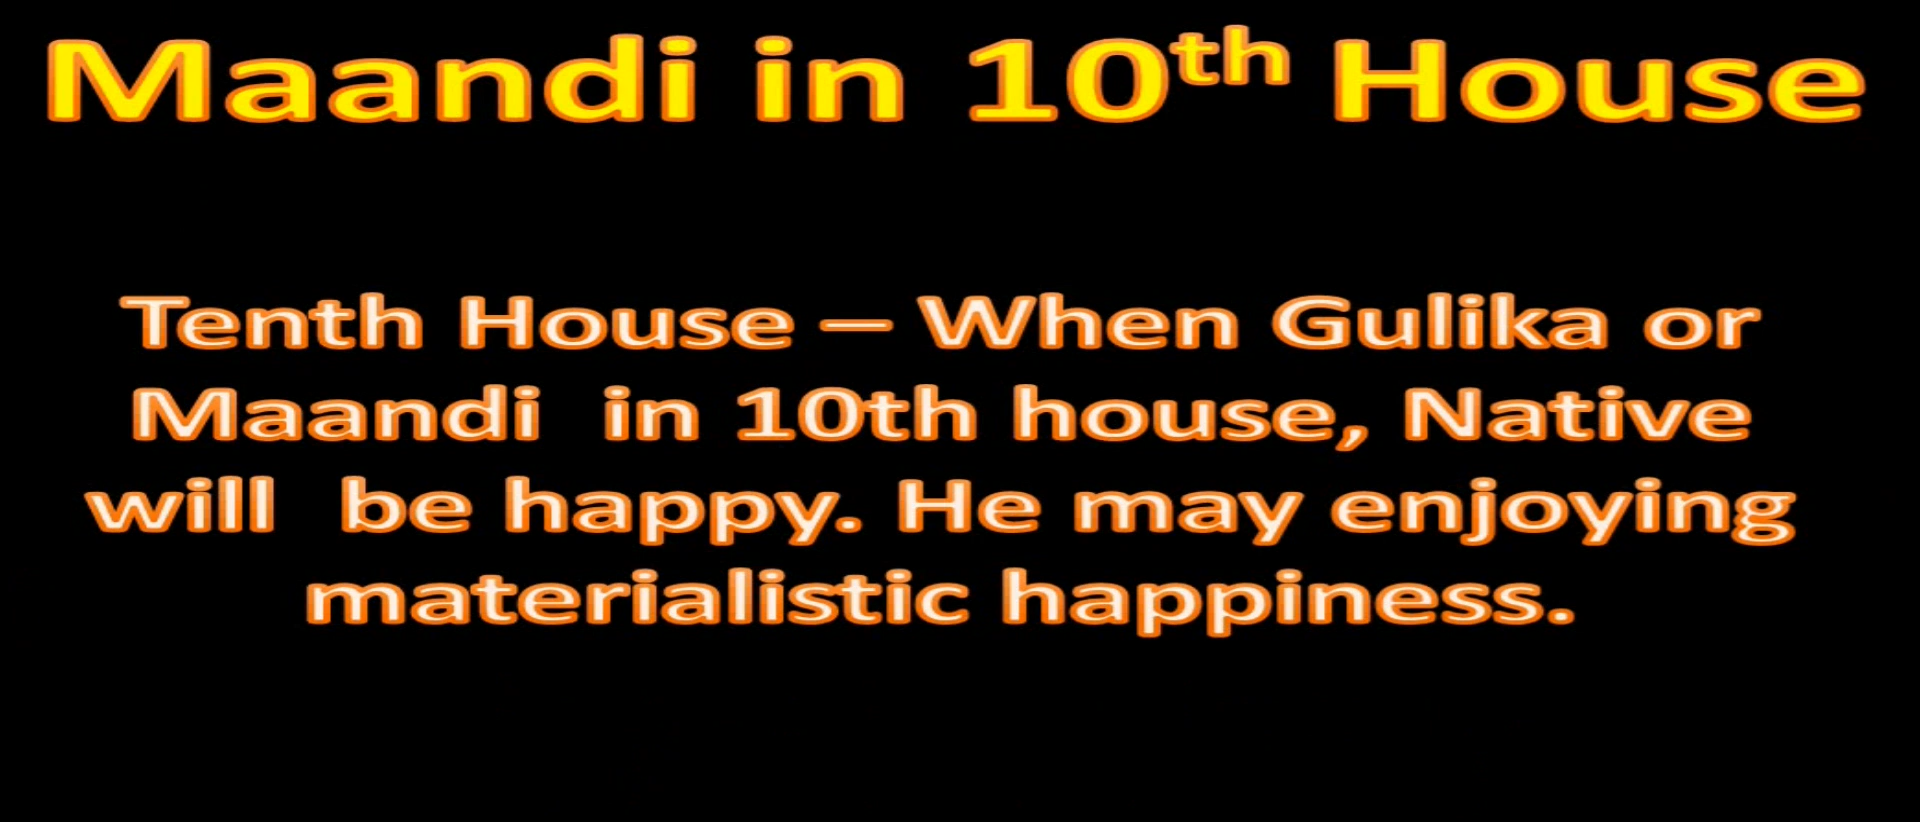 Maandi in 10th House
Tenth House – When Gulika or
Maandi  in 10th house, Native
will  be happy. He may enjoying
materialistic happiness.